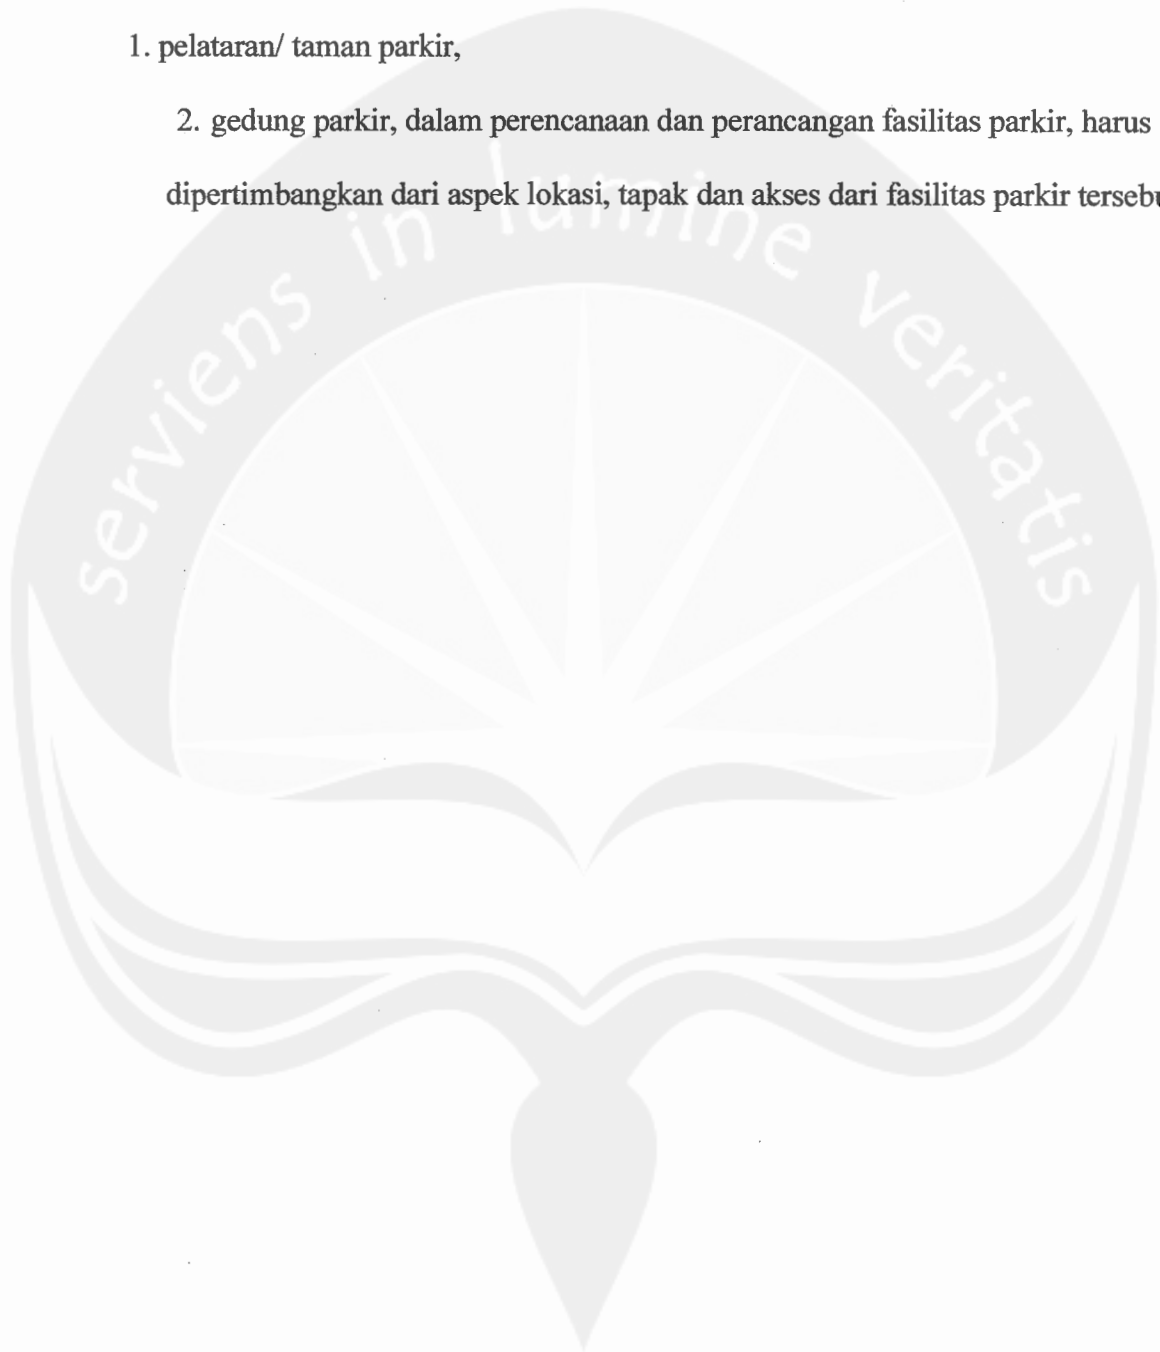 1. pelataran/ taman parkir,
2. gedung parkir, dalam perencanaan dan perancangan fasilitas parkir, harus
dipertimbangkan dari aspek lokasi, tapak dan akses dari fasilitas parkir
serviens in lumine veritatis